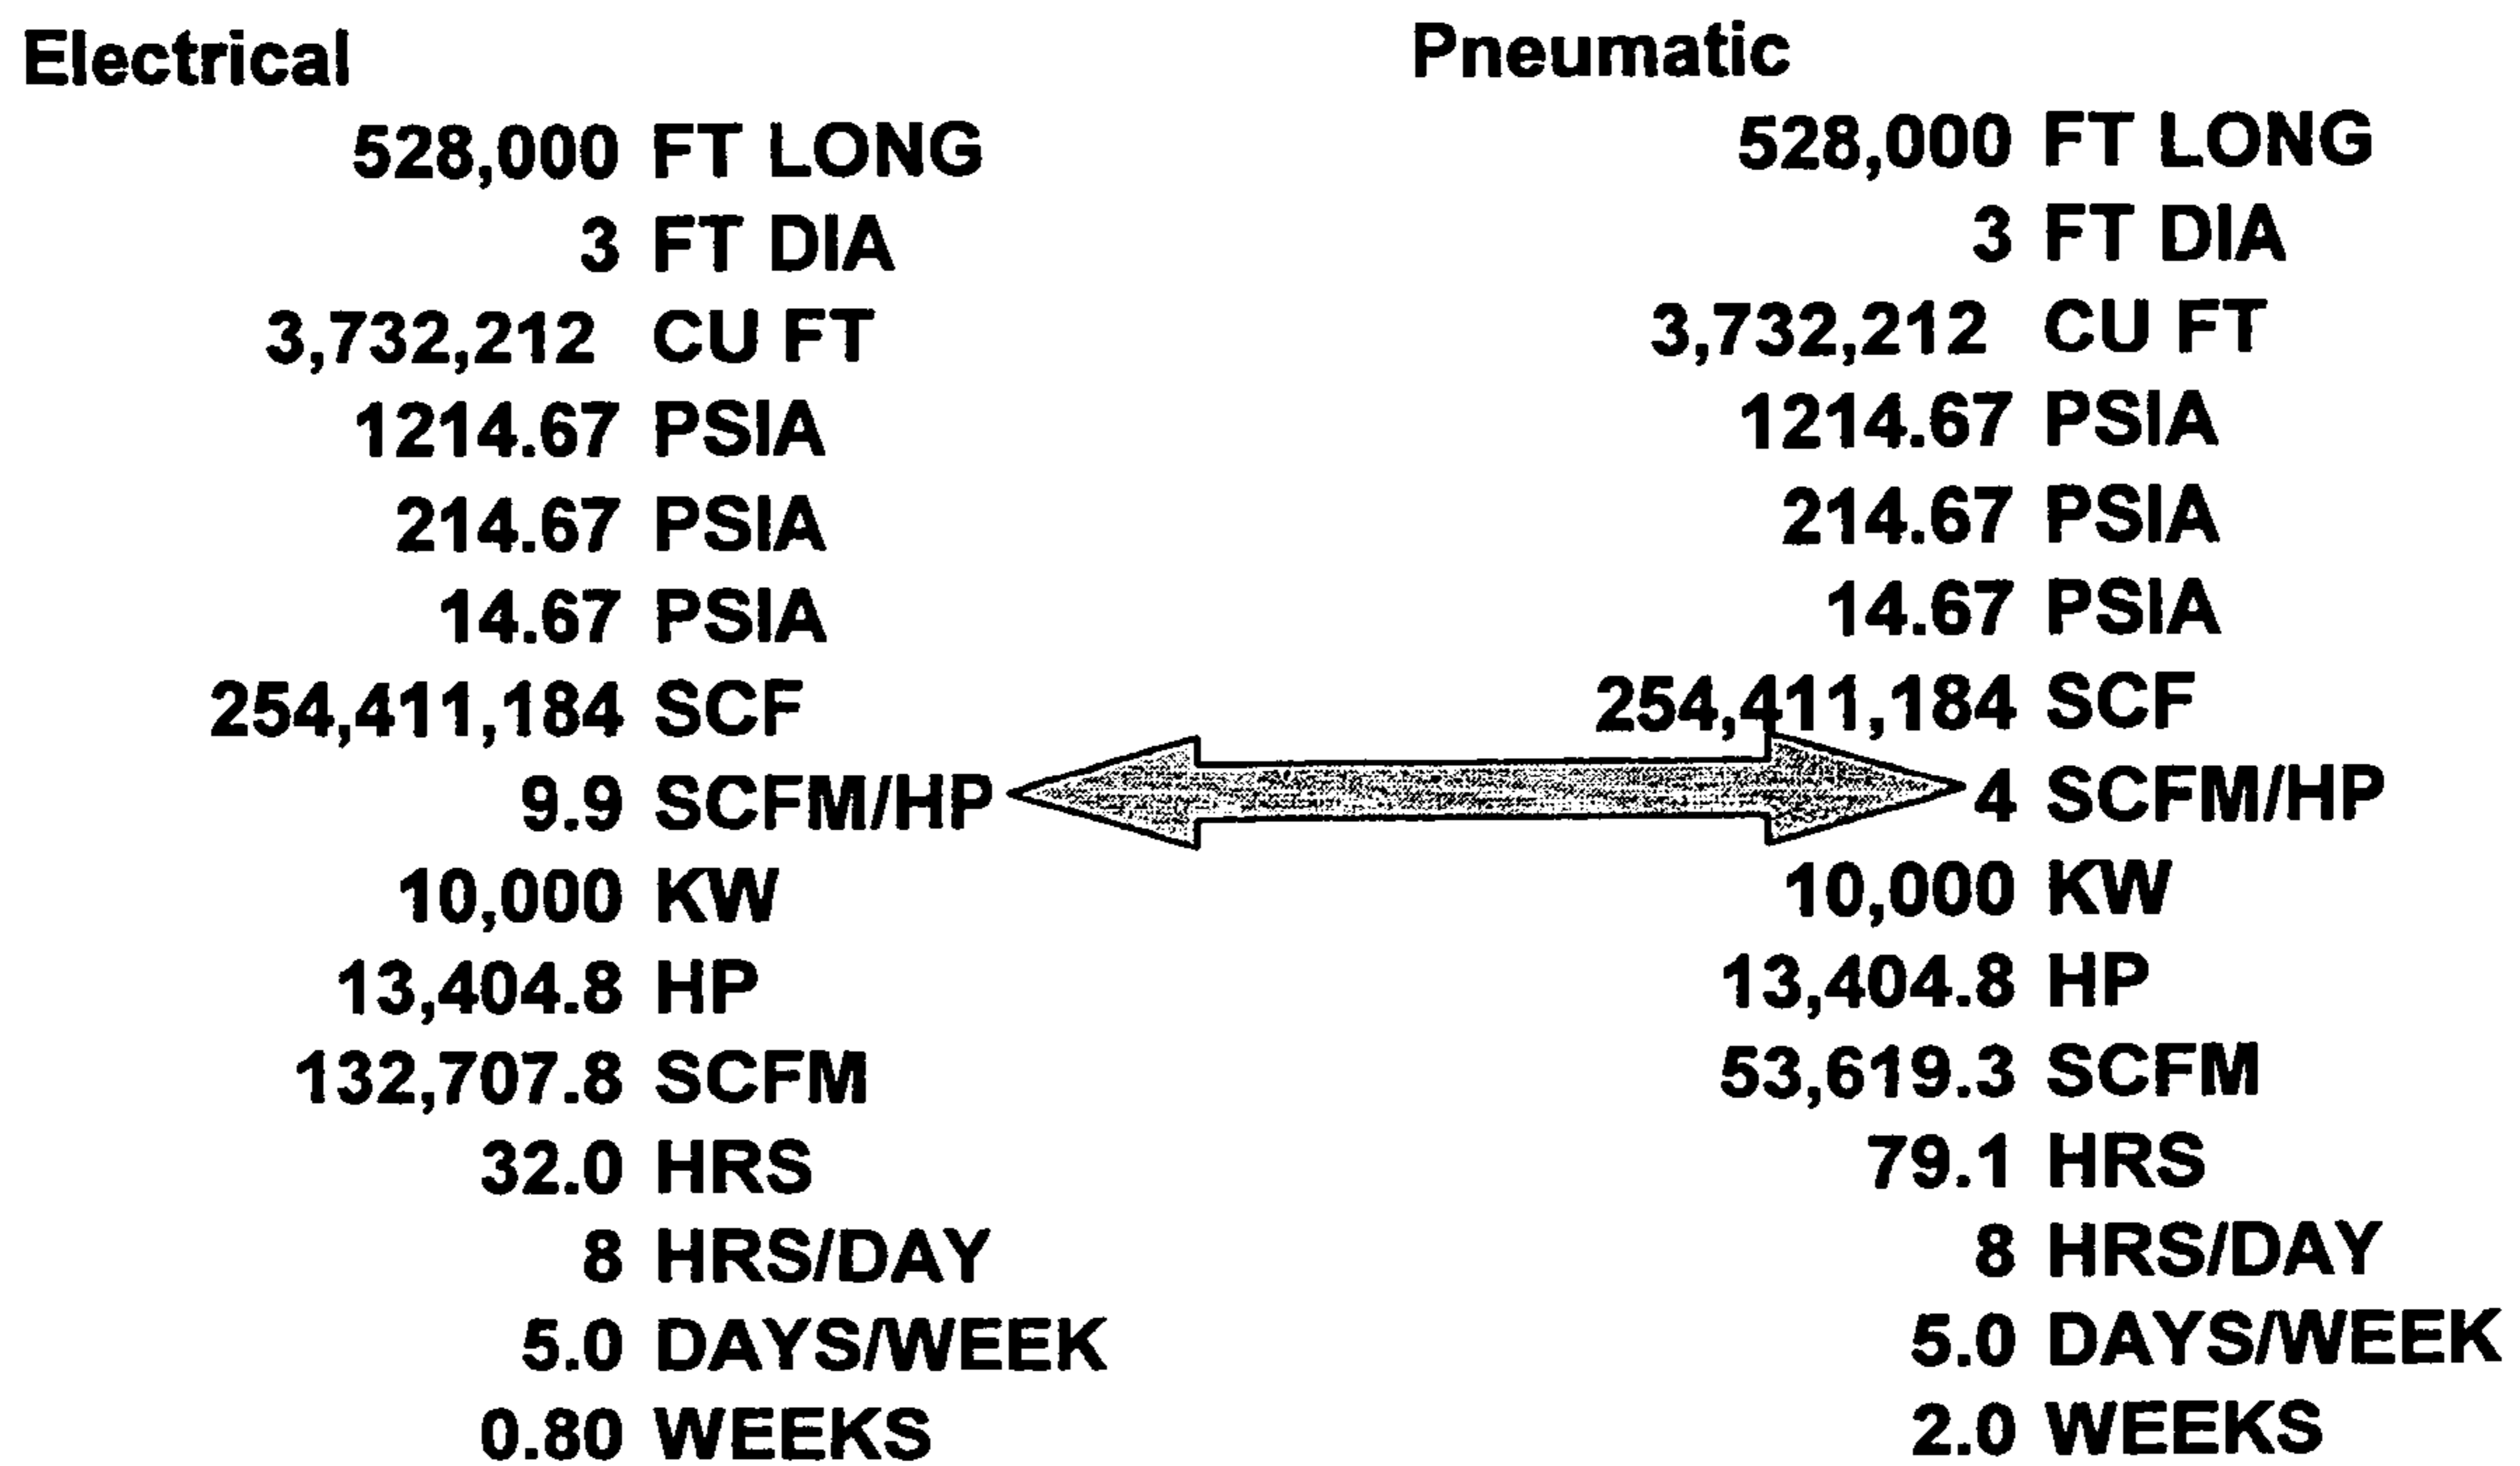 Electrical
528,000 FT LONG
3 FT DIA
3,732,212 CU FT
1214.67 PSIA
214.67 PSIA
14.67 PSIA
254,411,184 SCF
9.9 SCFM/HP
10,000 KW
13,404.8 HP
132,707.8 SCFM
32.0 HRS
8 HRS/DAY
5.0 DAYS/WEEK
0.80 WEEKS
Pneumatic
528,000 FT LONG
3 FT DIA
3,732,212 CU FT
1214.67 PSIA
214.67 PSIA
14.67 PSIA
254,411,184 SCF
4 SCFM/HP
10,000 KW
13,404.8 HP
53,619.3 SCFM
79.1 HRS
8 HRS/DAY
5.0 DAYS/WEEK
2.0 WEEKS